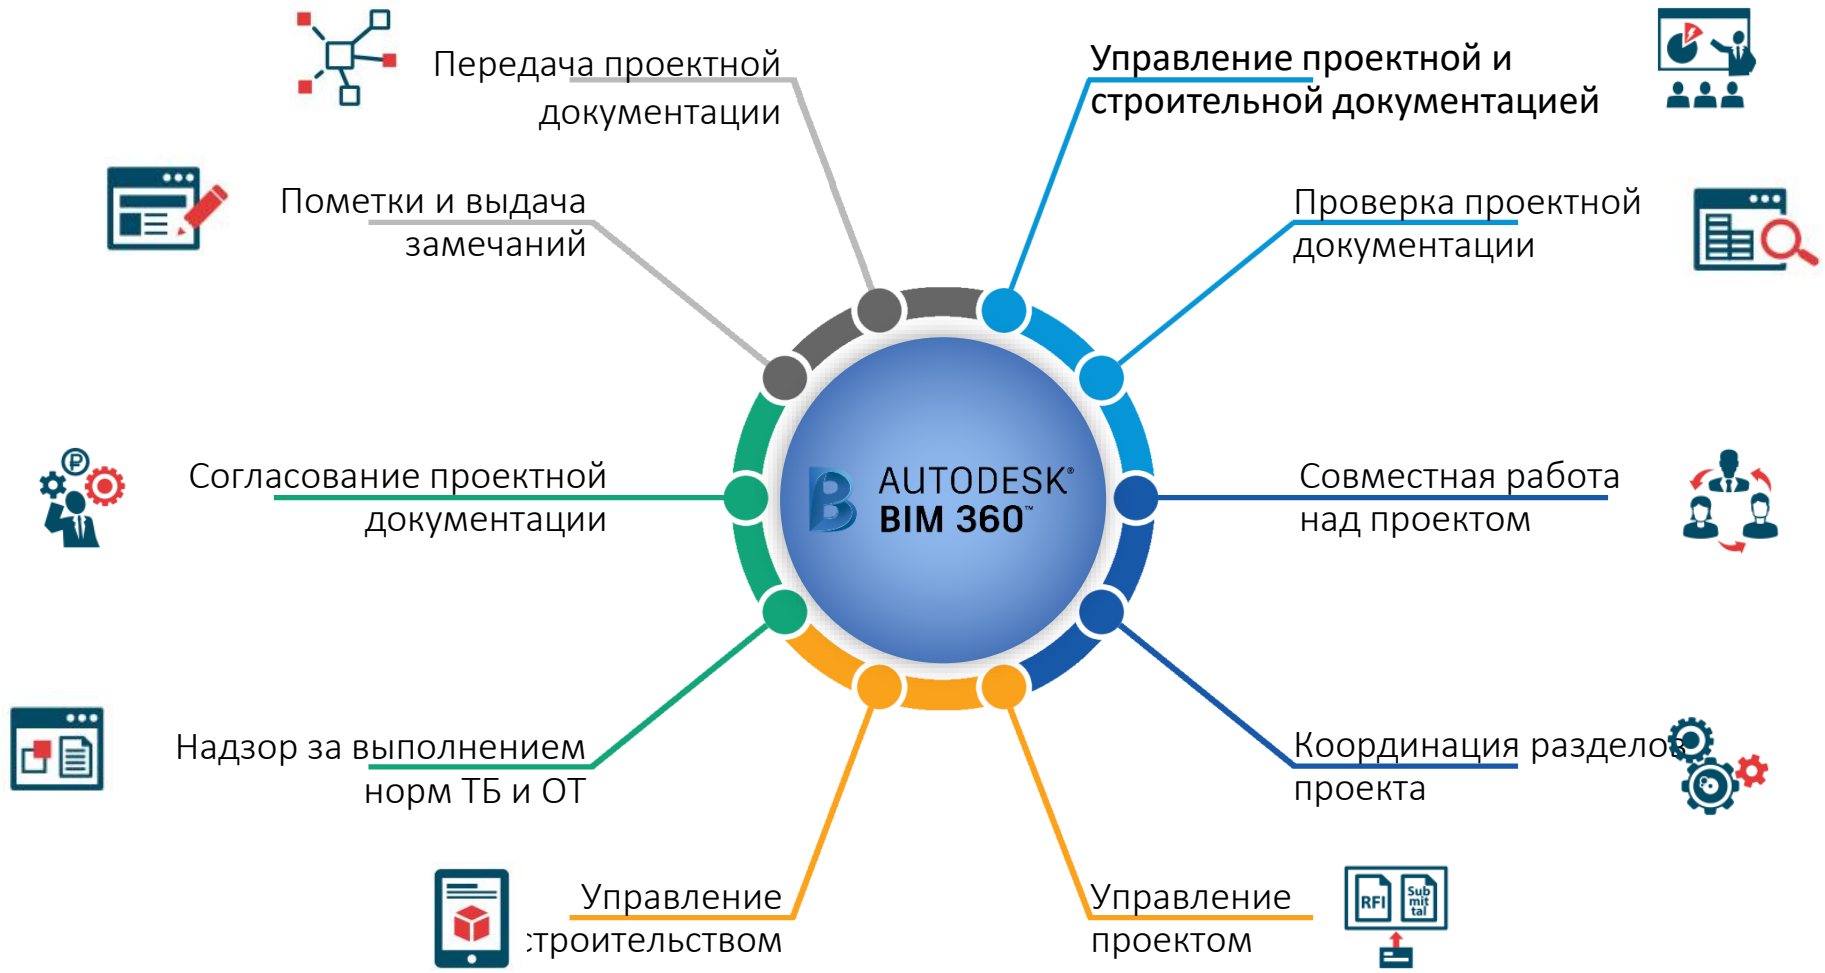 Передача проектной
документации
Управление проектной и
строительной документацией
Пометки и выдача
замечаний
Проверка проектной
документации
Согласование проектной
документации
₽
AUTODESK®
BIM 360™
Совместная работа
над проектом
Надзор за выполнением
норм ТБ и ОТ
Координация разделов
проекта
Управление
строительством
Управление
проектом
RFI
Sub
mit
tal